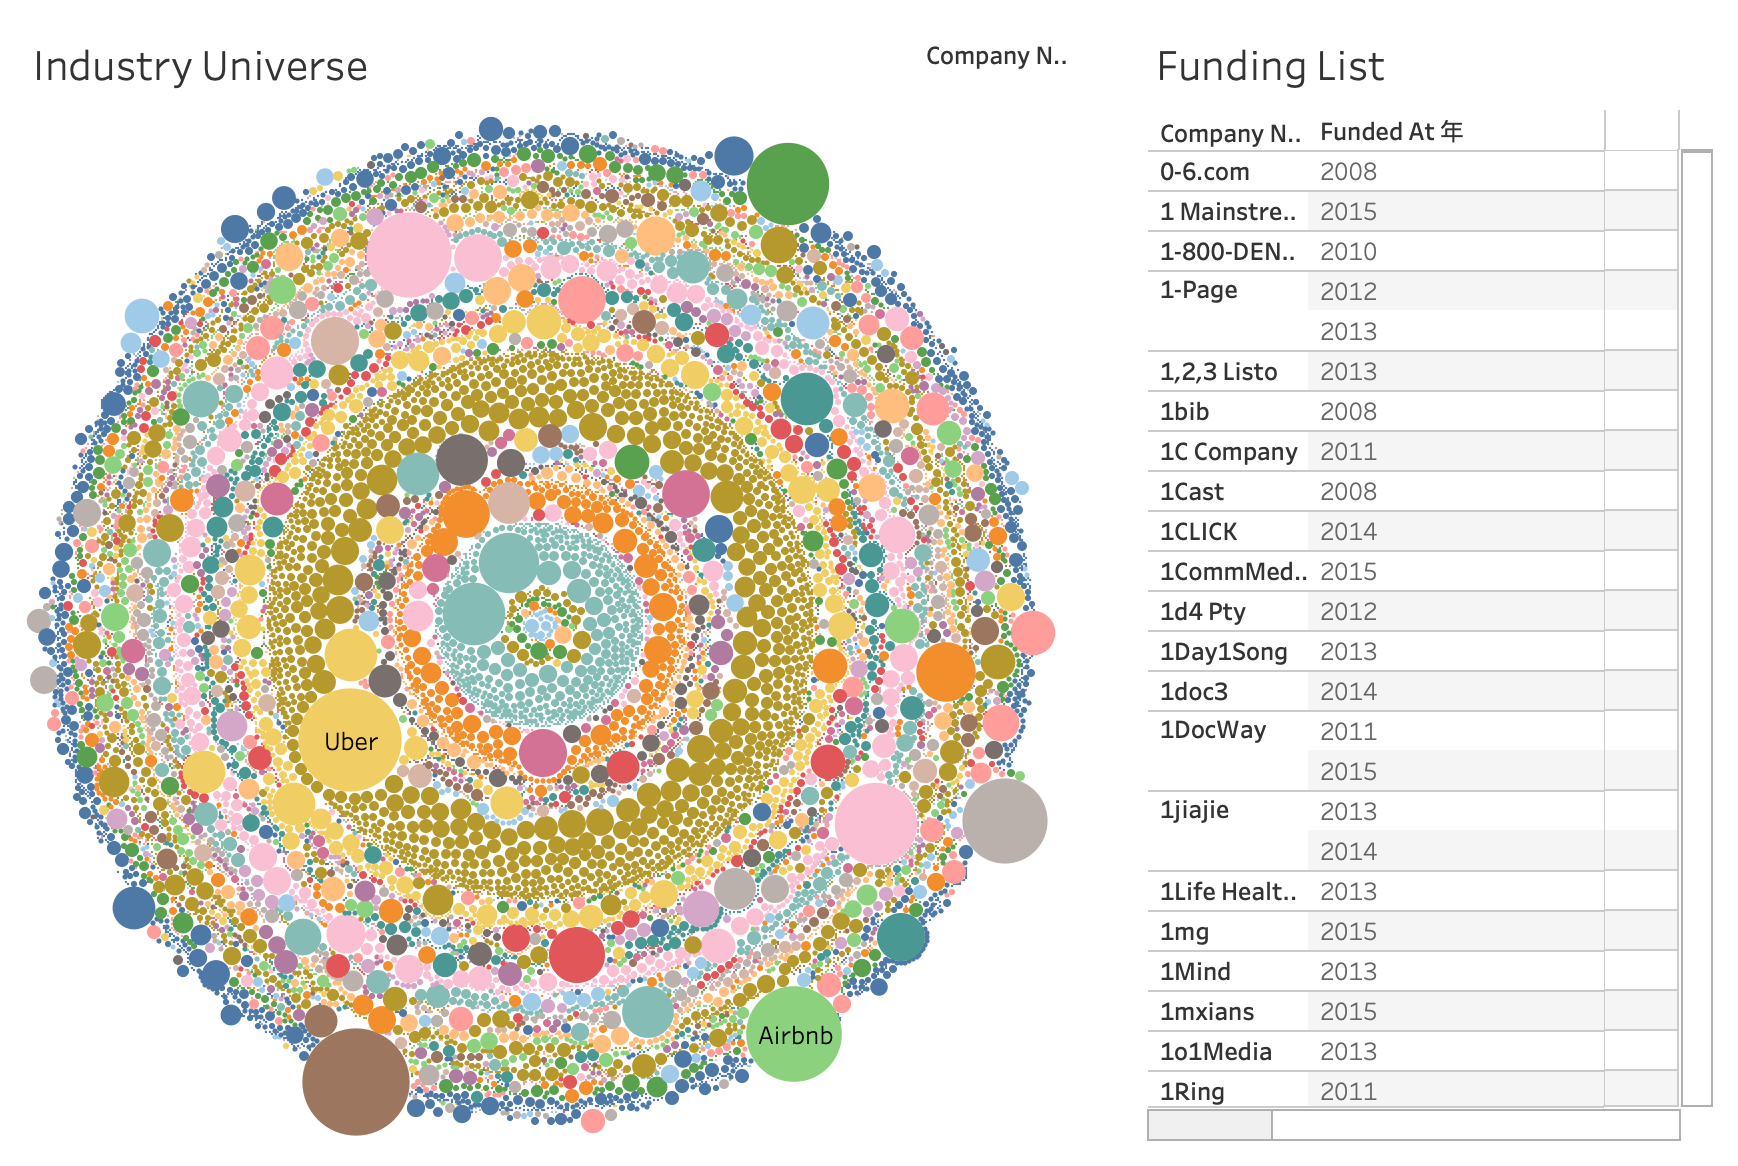 Industry Universe
Company N..
Uber
Airbnb
Funding List
Company N.. Funded At 年
0-6.com 2008
1 Mainstre.. 2015
1-800-DEN.. 2010
1-Page 2012
2013
1,2,3 Listo 2013
1bib 2008
1C Company 2011
1Cast 2008
1CLICK 2014
1CommMed.. 2015
1d4 Pty 2012
1Day1Song 2013
1doc3 2014
1DocWay 2011
2015
1jiajie 2013
2014
1Life Healt.. 2013
1mg 2015
1Mind 2013
1mxians 2015
1o1Media 2013
1Ring 2011